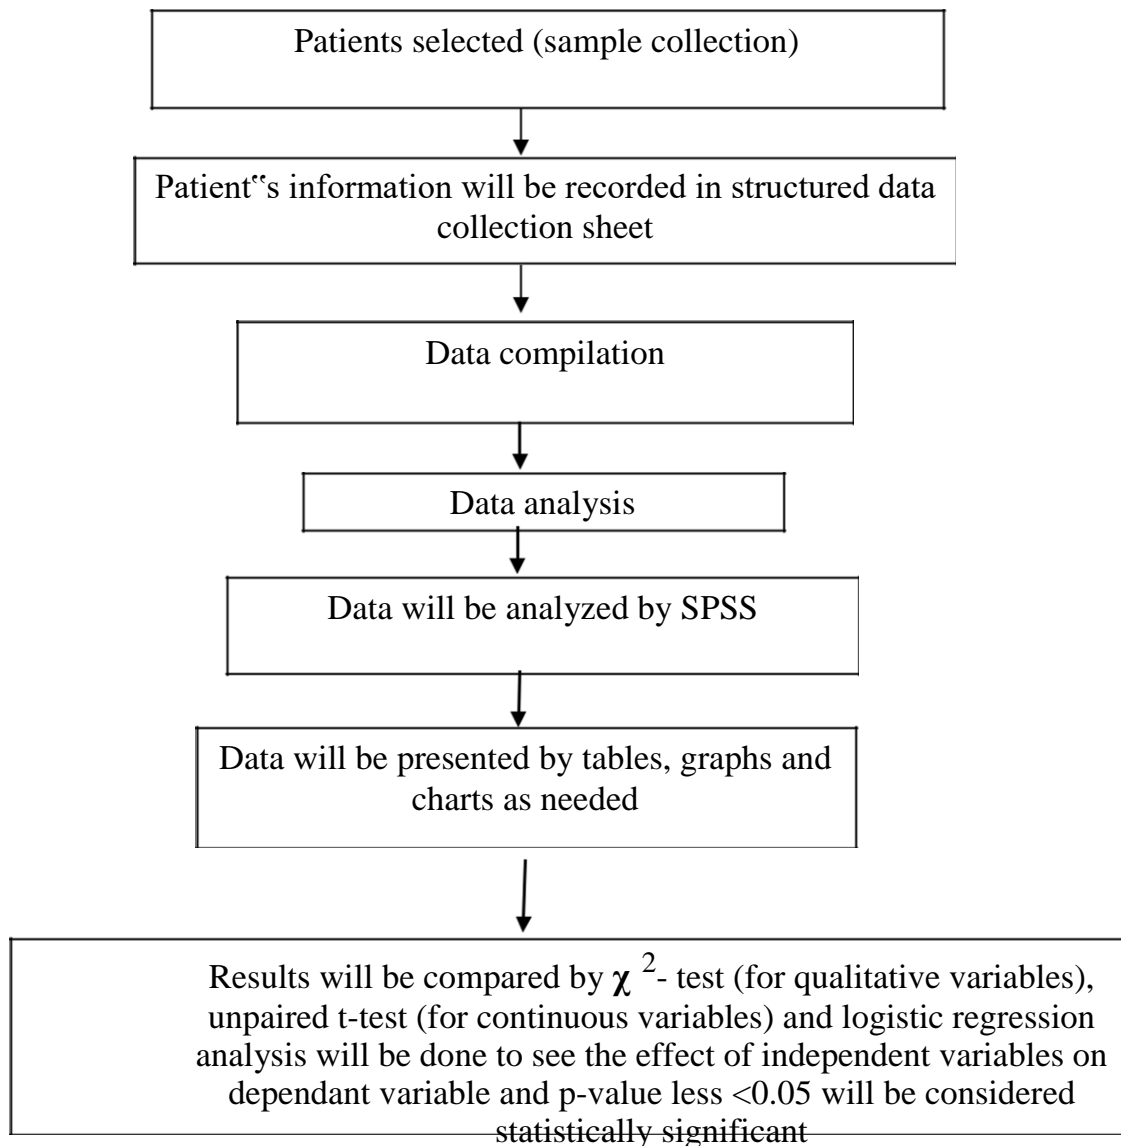 Patients selected (sample collection)
Patient‟s information will be recorded in structured data
collection sheet
Data compilation
Data analysis
Data will be analyzed by SPSS
Data will be presented by tables, graphs and
charts as needed
Results will be compared by χ ²- test (for qualitative variables),
unpaired t-test (for continuous variables) and logistic regression
analysis will be done to see the effect of independent variables on
dependant variable and p-value less <0.05 will be considered
statistically significant